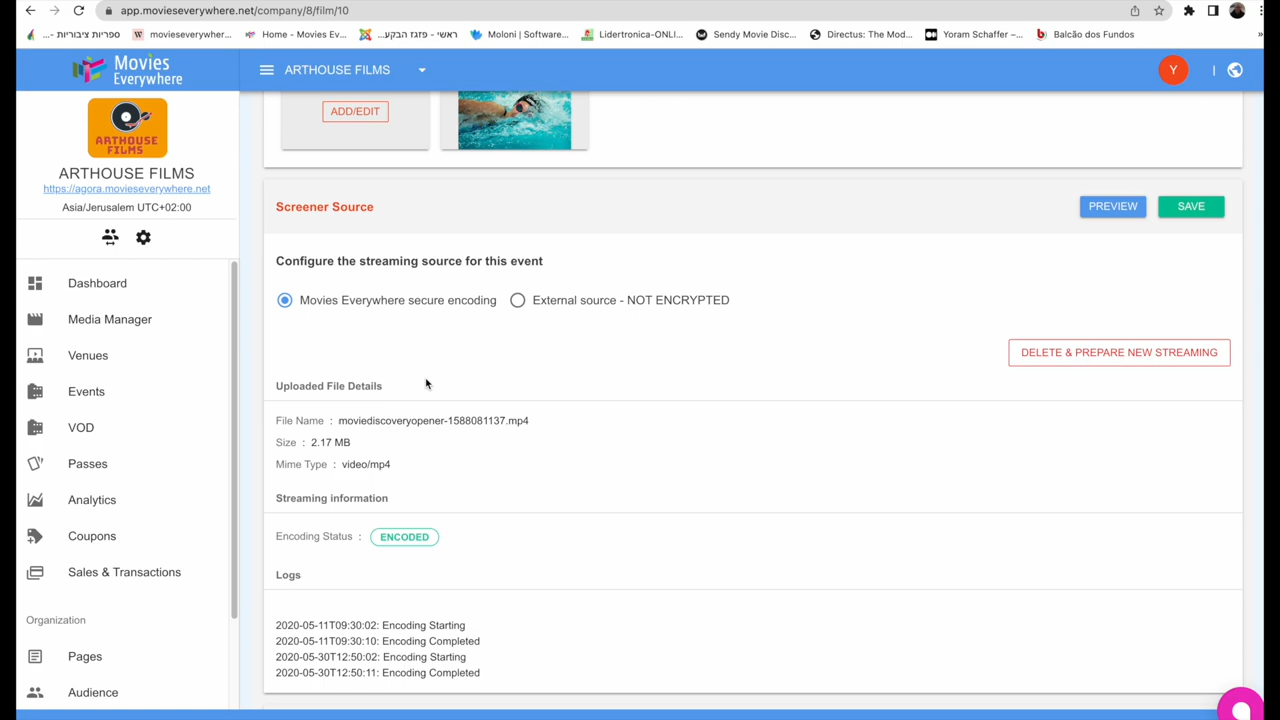 app.movieseverywhere.net/company/8/film/10
ספריות ציבוריות -...
movieseverywher...
Home - Movies Ev...
ראשי - פזגז הבקע...
Moloni | Software...
Lidertronica-ONLI...
Sendy Movie Disc...
Directus: The Mod...
Yoram Schaffer –...
Balcão dos Fundos
»
Movies
Everywhere
ARTHOUSE FILMS
Y
|
ARTHOUSE
FILMS
ARTHOUSE FILMS
https://agora.movieseverywhere.net
Asia/Jerusalem UTC+02:00
Dashboard
Media Manager
Venues
Events
VOD
Passes
Analytics
Coupons
Sales & Transactions
Organization
Pages
Audience
ADD/EDIT
Screener Source
PREVIEW
SAVE
Configure the streaming source for this event
Movies Everywhere secure encoding
External source - NOT ENCRYPTED
DELETE & PREPARE NEW STREAMING
Uploaded File Details
File Name : moviediscoveryopener-1588081137.mp4
Size : 2.17 MB
Mime Type : video/mp4
Streaming information
Encoding Status : ENCODED
Logs
2020-05-11T09:30:02: Encoding Starting
2020-05-11T09:30:10: Encoding Completed
2020-05-30T12:50:02: Encoding Starting
2020-05-30T12:50:11: Encoding Completed